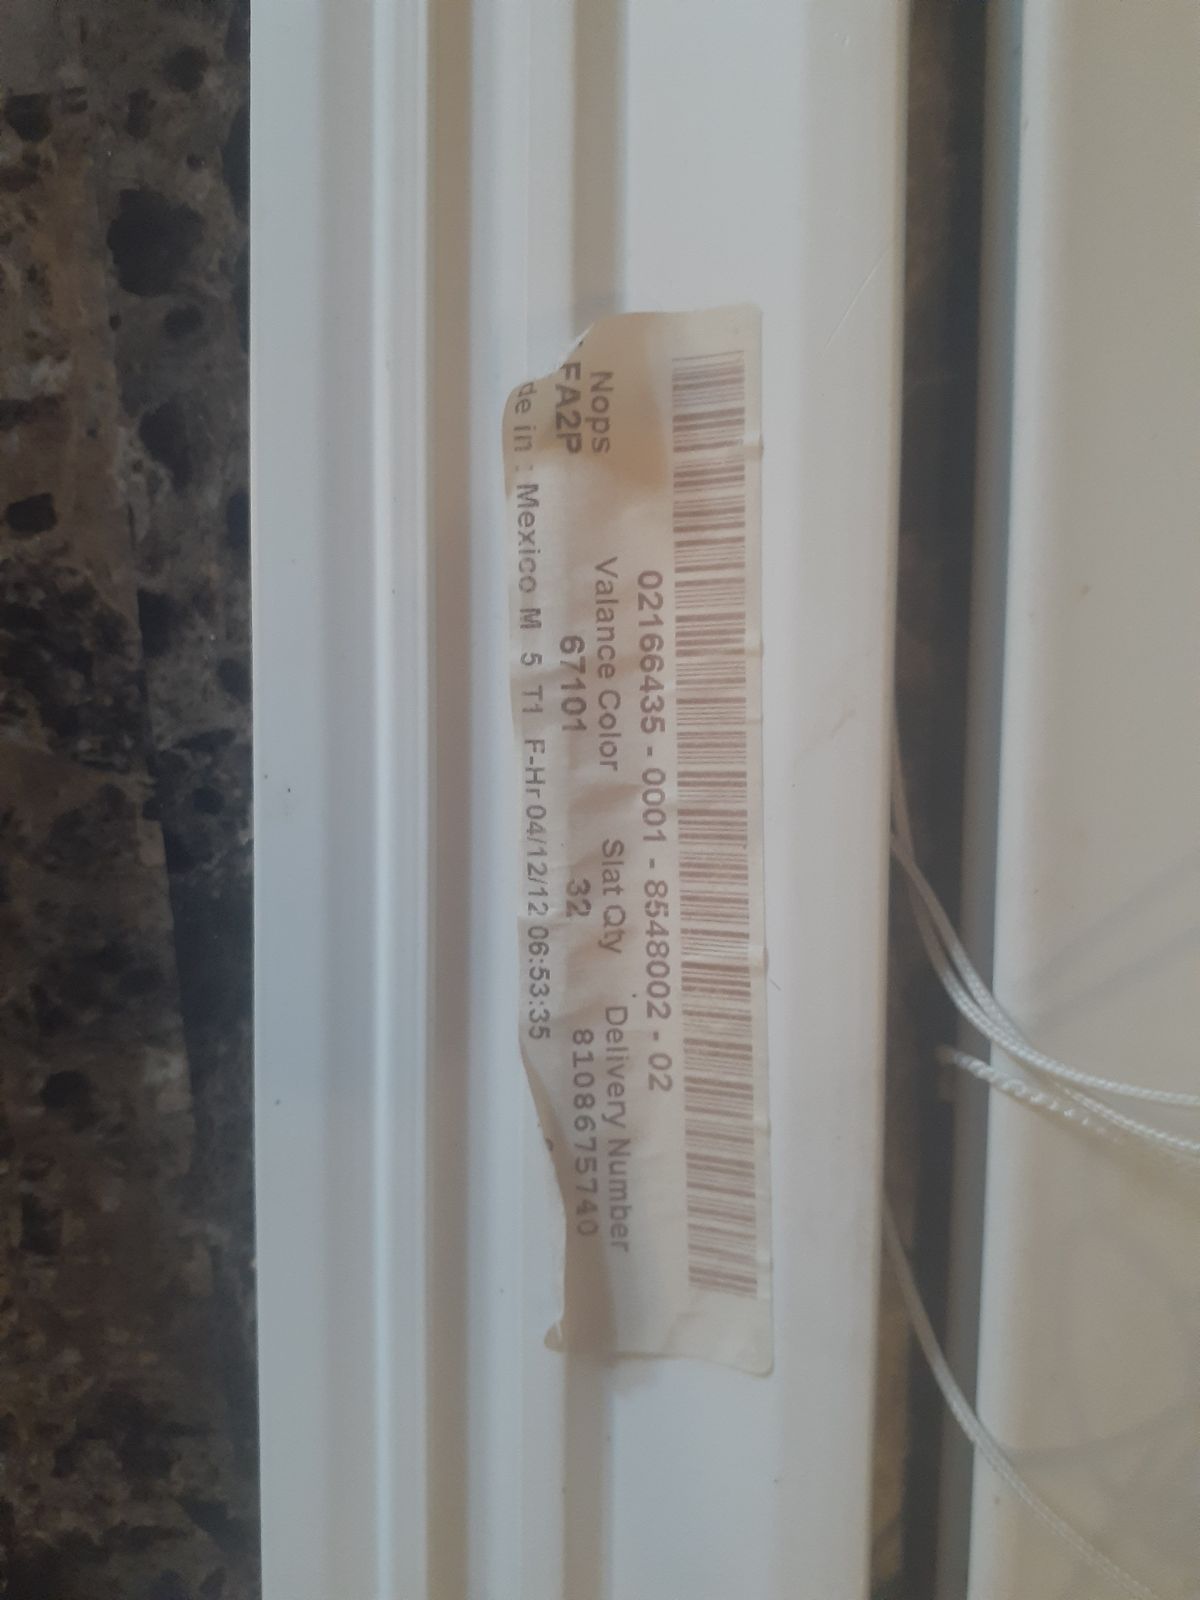 02166435 - 0001 - 8548002 - 02
Nops Valance Color Slat Qty Delivery Number
FA2P 67101 32 8108675740
de in : Mexico M 5 T1 F-Hr 04/12/12 06:53:35